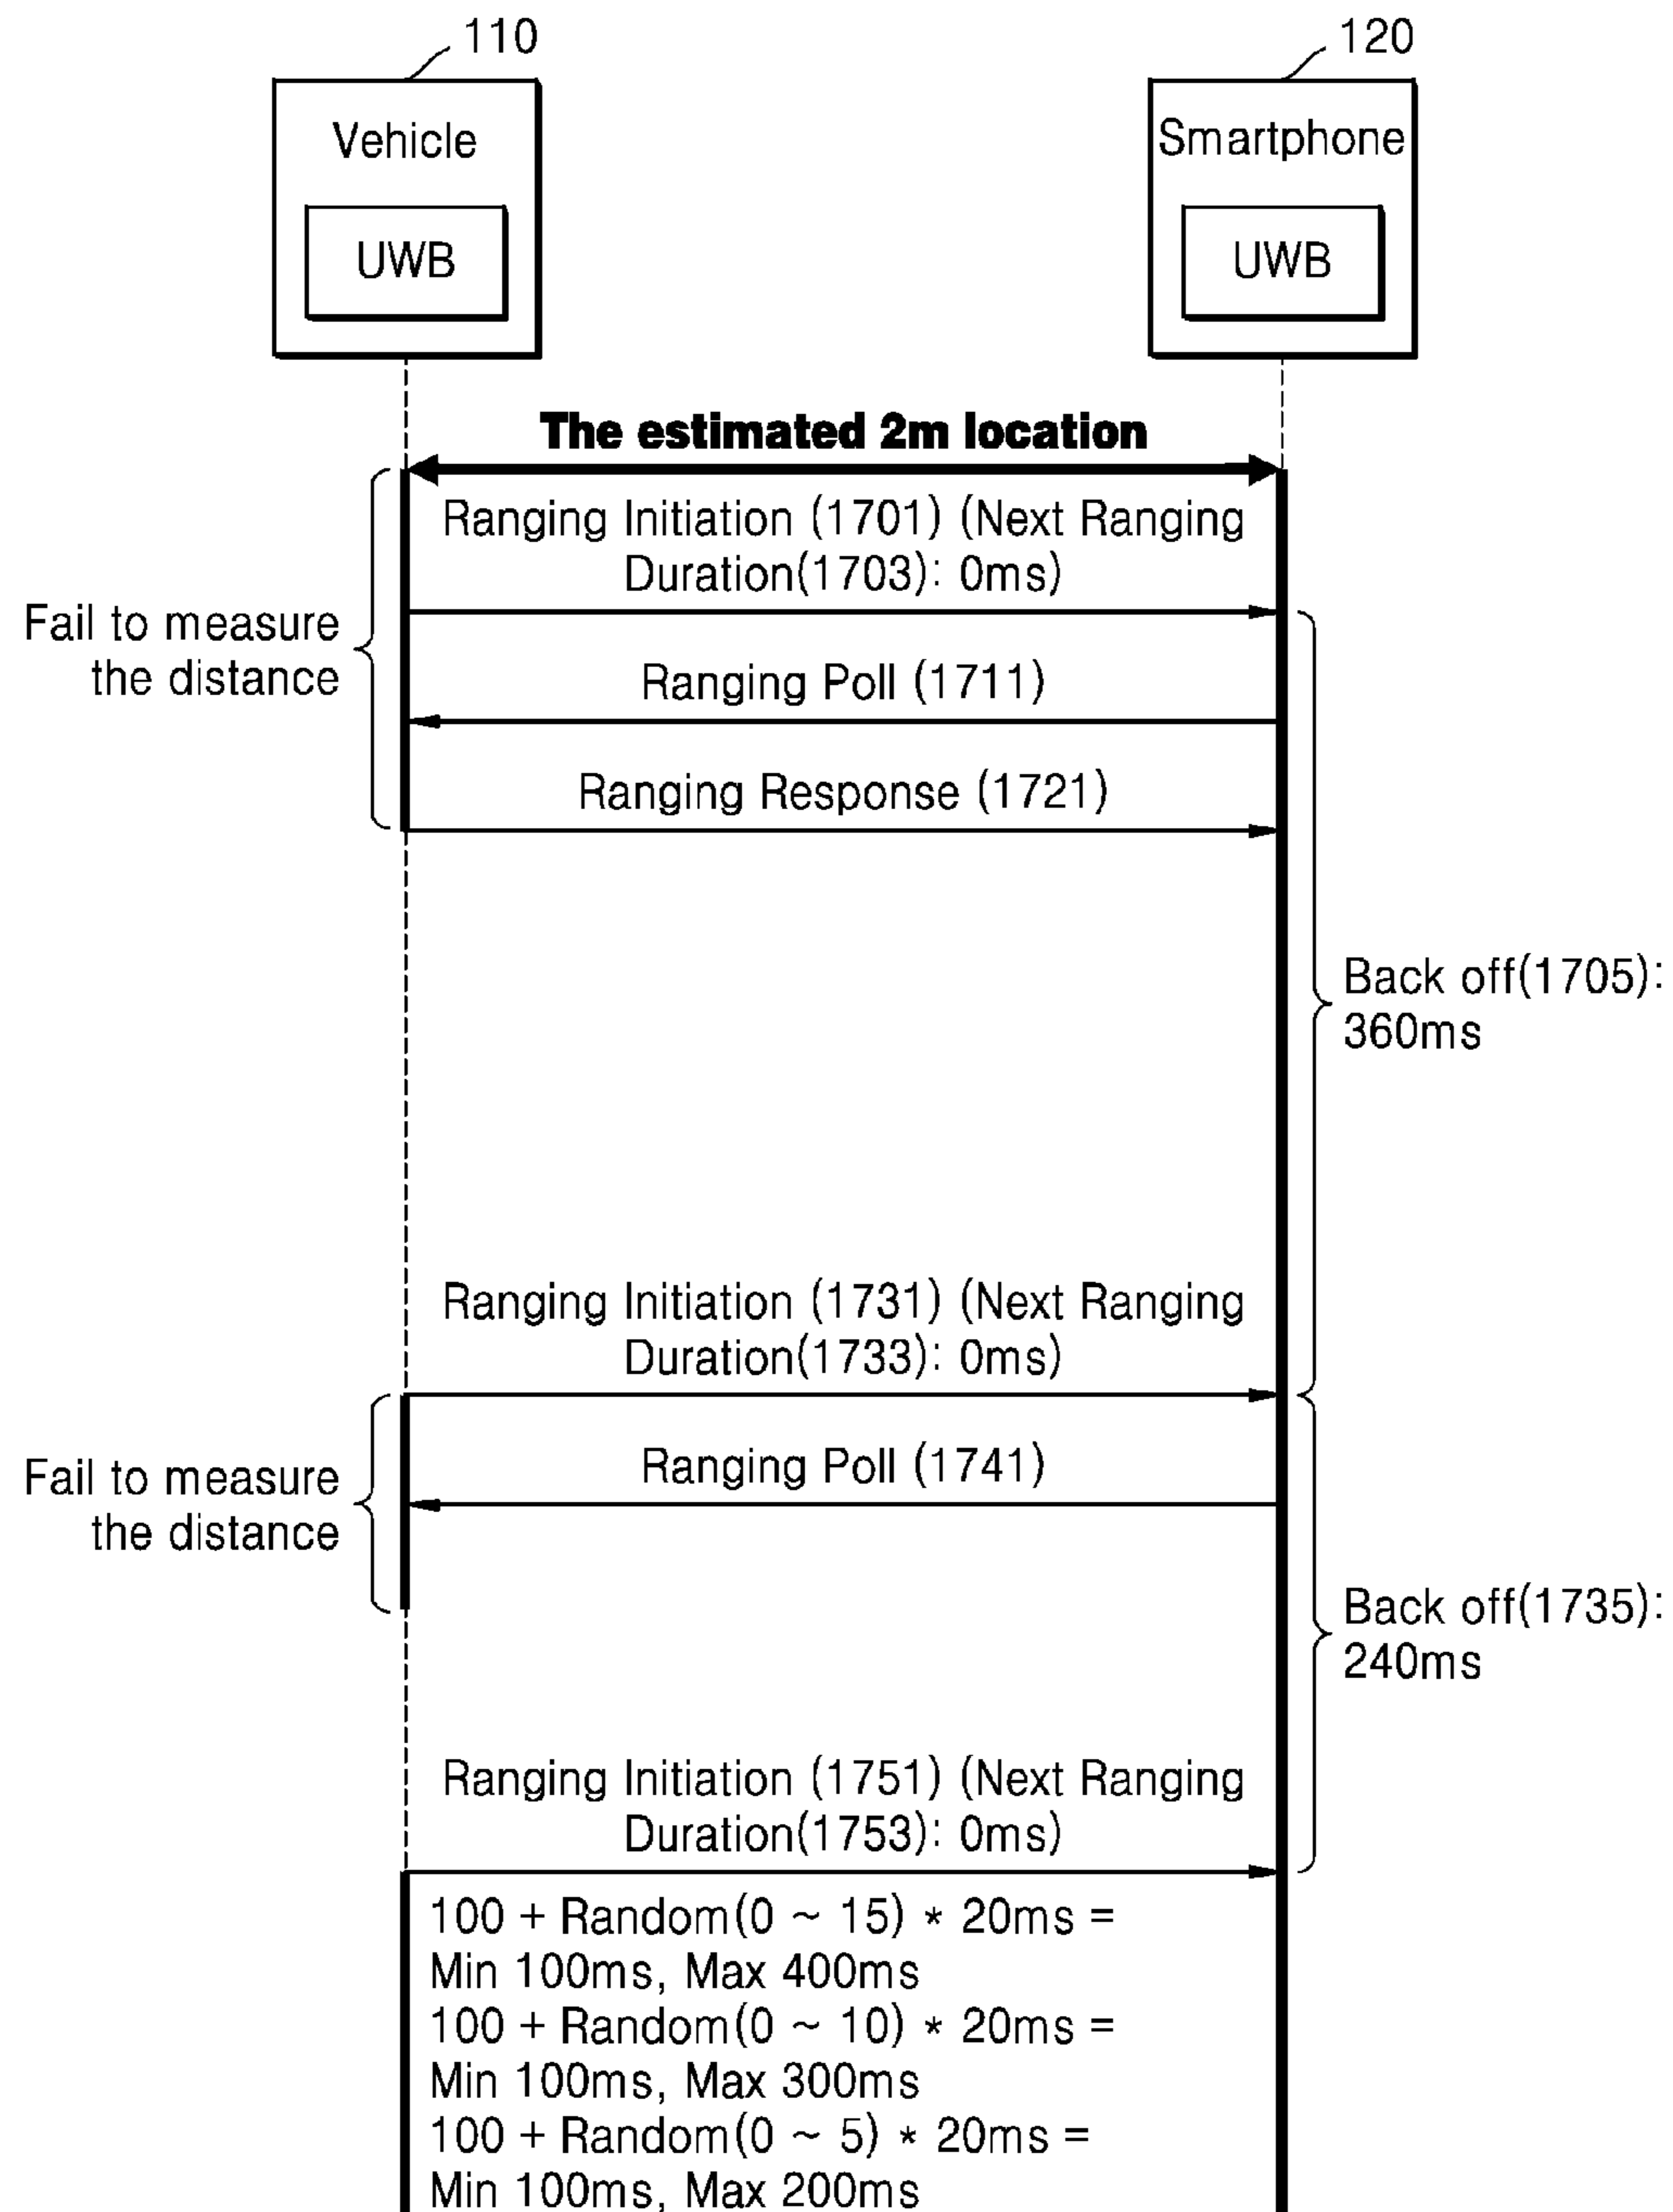 110
120
Vehicle
Smartphone
UWB
UWB
The estimated 2m location
Ranging Initiation (1701) (Next Ranging
Duration(1703): 0ms)
Fail to measure
the distance
Ranging Poll (1711)
Ranging Response (1721)
Back off(1705):
360ms
Ranging Initiation (1731) (Next Ranging
Duration(1733): 0ms)
Fail to measure
the distance
Ranging Poll (1741)
Back off(1735):
240ms
Ranging Initiation (1751) (Next Ranging
Duration(1753): 0ms)
100 + Random(0 ~ 15) * 20ms =
Min 100ms, Max 400ms
100 + Random(0 ~ 10) * 20ms =
Min 100ms, Max 300ms
100 + Random(0 ~ 5) * 20ms =
Min 100ms, Max 200ms